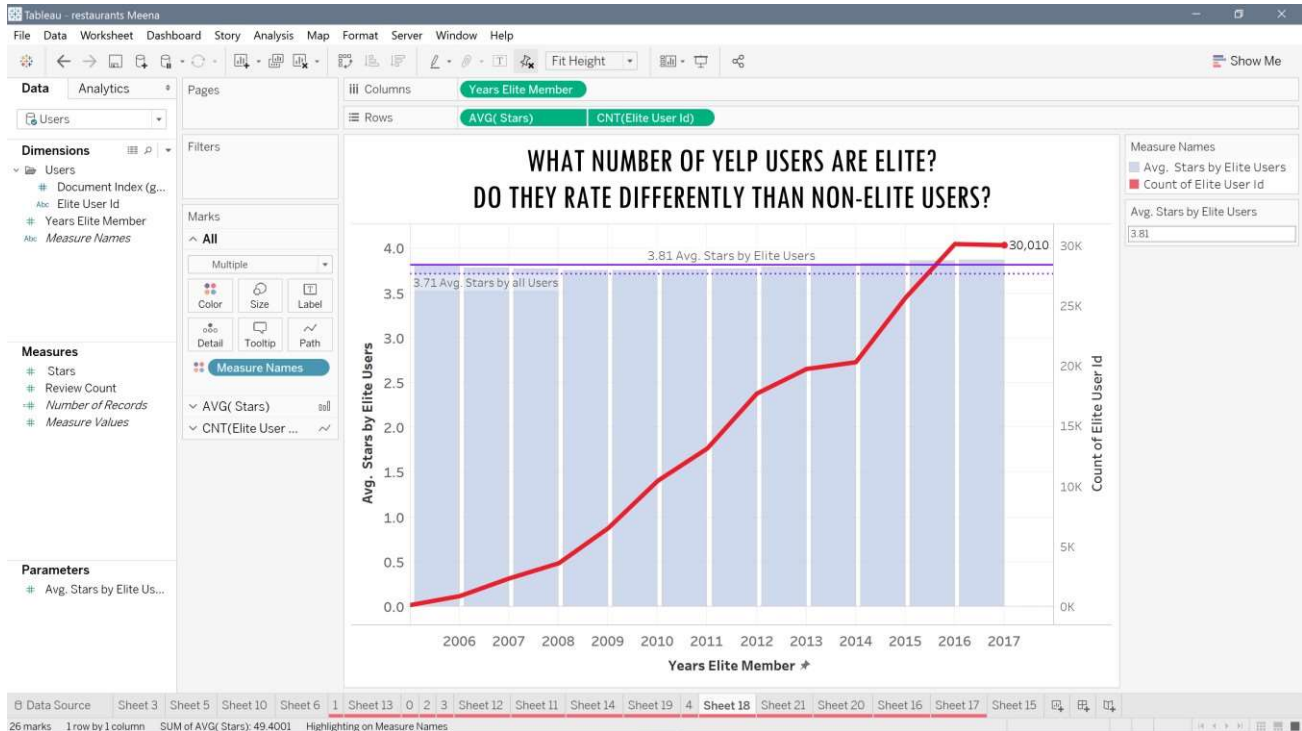 Tableau - restaurants Meena
File Data Worksheet Dashboard Story Analysis Map Format Server Window Help
Fit Height
Show Me
Data Analytics
Users
Dimensions
Users
# Document Index (g...
Abc Elite User Id
# Years Elite Member
Abc Measure Names
Measures
# Stars
# Review Count
=# Number of Records
# Measure Values
Parameters
# Avg. Stars by Elite Us...
Pages
Filters
Marks
All
Multiple
Color Size Label
Detail Tooltip Path
Measure Names
AVG( Stars)
CNT(Elite User ...
iii Columns Years Elite Member
Rows AVG( Stars) CNT(Elite User Id)
WHAT NUMBER OF YELP USERS ARE ELITE?
DO THEY RATE DIFFERENTLY THAN NON-ELITE USERS?
Avg. Stars by Elite Users
4.0
3.5
3.0
2.5
2.0
1.5
1.0
0.5
0.0
3.81 Avg. Stars by Elite Users
3.71 Avg. Stars by all Users
30,010
30K
25K
20K
15K
10K
5K
0K
Count of Elite User Id
2006 2007 2008 2009 2010 2011 2012 2013 2014 2015 2016 2017
Years Elite Member
Measure Names
Avg. Stars by Elite Users
Count of Elite User Id
Avg. Stars by Elite Users
3.81
Data Source Sheet 3 Sheet 5 Sheet 10 Sheet 6 1 Sheet 13 0 2 3 Sheet 12 Sheet 11 Sheet 14 Sheet 19 4 Sheet 18 Sheet 21 Sheet 20 Sheet 16 Sheet 17 Sheet 15
26 marks 1 row by 1 column SUM of AVG( Stars): 49.4001 Highlighting on Measure Names